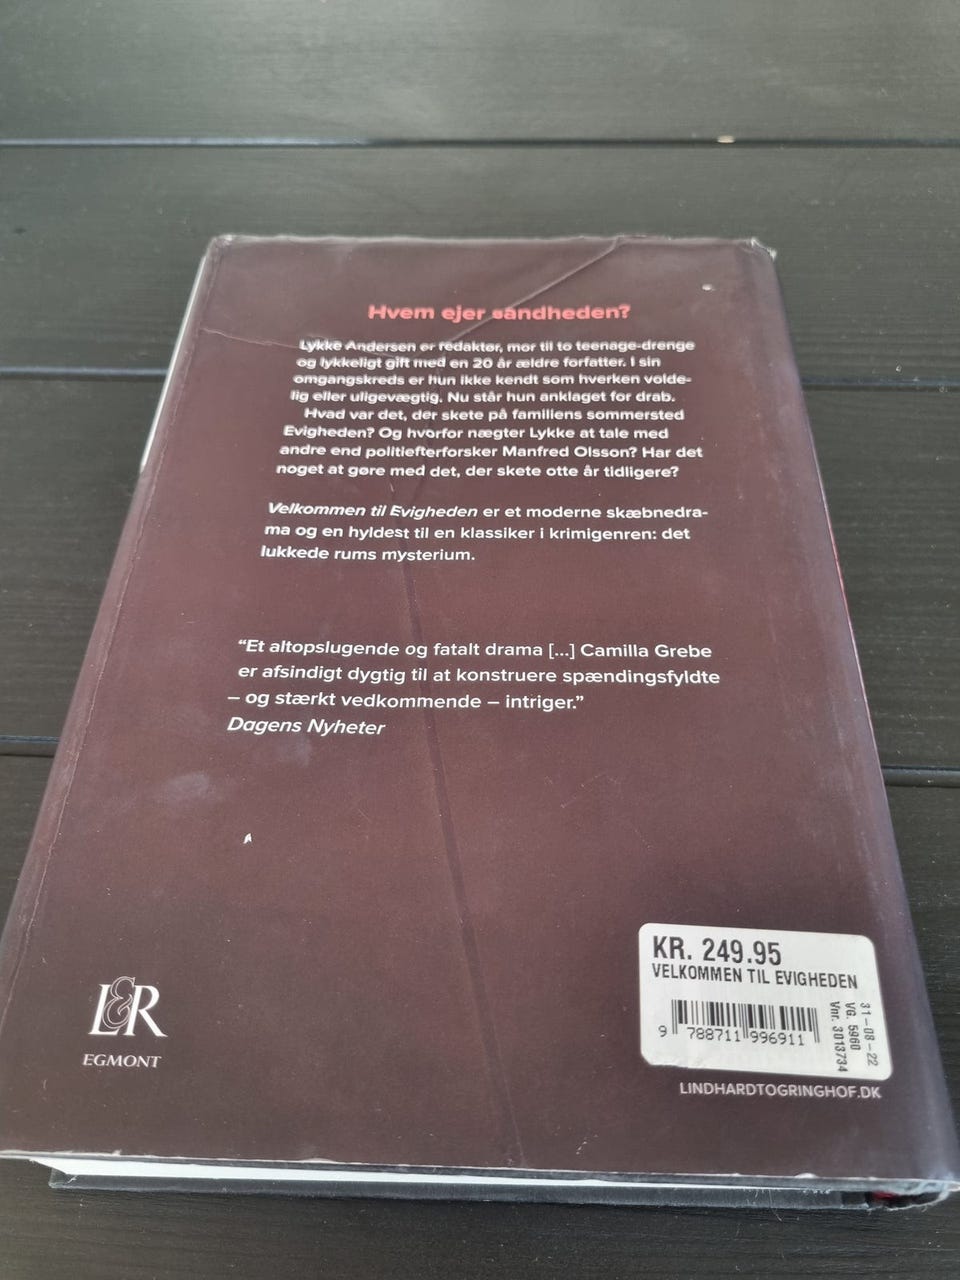 Hvem ejer sandheden?
Lykke Andersen er redaktør, mor til to teenage-drenge
og lykkeligt gift med en 20 år ældre forfatter. I sin
omgangskreds er hun ikke kendt som hverken volde-
lig eller uligevægtig. Nu står hun anklaget for drab.
Hvad var det, der skete på familiens sommersted
Evigheden? Og hvorfor nægter Lykke at tale med
andre end politiefterforsker Manfred Olsson? Har det
noget at gøre med det, der skete otte år tidligere?
Velkommen til Evigheden er et moderne skæbnedra-
ma og en hyldest til en klassiker i krimigenren: det
lukkede rums mysterium.
“Et altopslugende og fatalt drama [...] Camilla Grebe
er afsindigt dygtig til at konstruere spændingsfyldte
– og stærkt vedkommende – intriger.”
Dagens Nyheter
L&R
EGMONT
KR. 249.95
VELKOMMEN TIL EVIGHEDEN
9 788711 996911
31-08-22
VG. 5960
Vnr. 3013734
LINDHARDTOGRINGHOF.DK